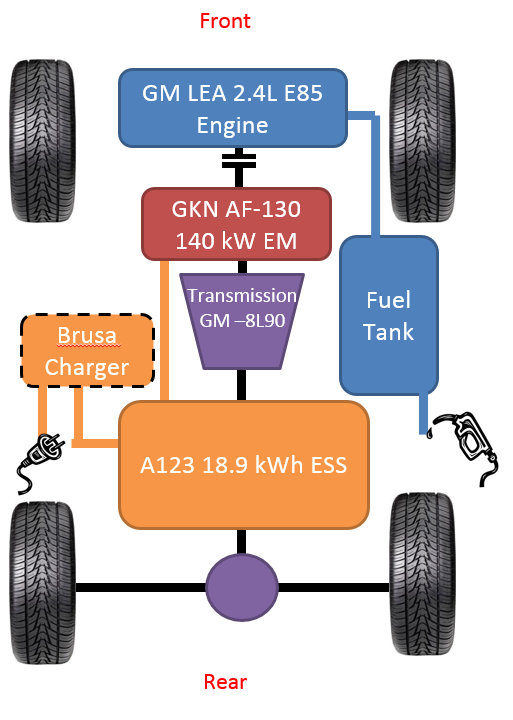 Front
GM LEA 2.4L E85
Engine
GKN AF-130
140 kW EM
Transmission
GM –8L90
Fuel
Tank
Brusa
Charger
A123 18.9 kWh ESS
Rear